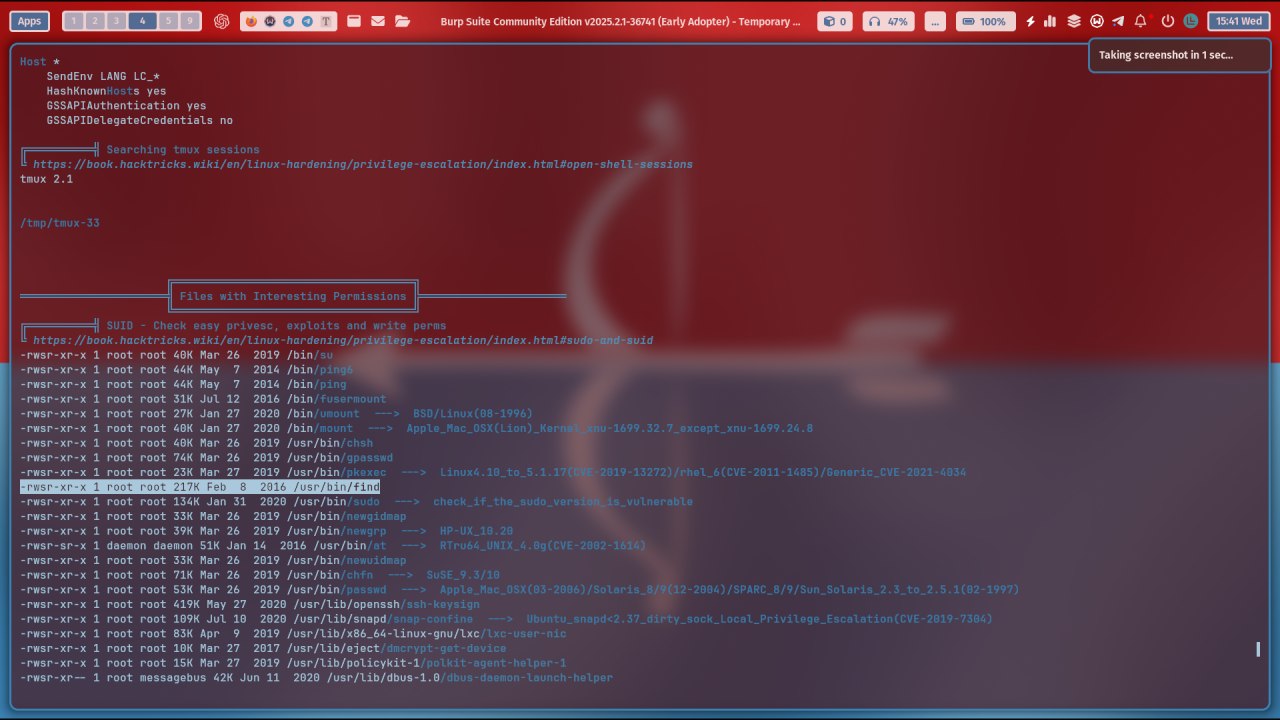 Apps 1 2 3 4 5 9 T Burp Suite Community Edition v2025.2.1-36741 (Early Adopter) - Temporary ... 0 47% ... 100% 15:41 Wed
Taking screenshot in 1 sec...
Host *
    SendEnv LANG LC_*
    HashKnownHosts yes
    GSSAPIAuthentication yes
    GSSAPIDelegateCredentials no
╔══════════╣ Searching tmux sessions
╚ https://book.hacktricks.wiki/en/linux-hardening/privilege-escalation/index.html#open-shell-sessions
tmux 2.1
/tmp/tmux-33
Files with Interesting Permissions
╔══════════╣ SUID - Check easy privesc, exploits and write perms
╚ https://book.hacktricks.wiki/en/linux-hardening/privilege-escalation/index.html#sudo-and-suid
-rwsr-xr-x 1 root root 40K Mar 26  2019 /bin/su
-rwsr-xr-x 1 root root 44K May  7  2014 /bin/ping6
-rwsr-xr-x 1 root root 44K May  7  2014 /bin/ping
-rwsr-xr-x 1 root root 31K Jul 12  2016 /bin/fusermount
-rwsr-xr-x 1 root root 27K Jan 27  2020 /bin/umount  --->  BSD/Linux(08-1996)
-rwsr-xr-x 1 root root 40K Jan 27  2020 /bin/mount  --->  Apple_Mac_OSX(Lion)_Kernel_xnu-1699.32.7_except_xnu-1699.24.8
-rwsr-xr-x 1 root root 40K Mar 26  2019 /usr/bin/chsh
-rwsr-xr-x 1 root root 74K Mar 26  2019 /usr/bin/gpasswd
-rwsr-xr-x 1 root root 23K Mar 27  2019 /usr/bin/pkexec  --->  Linux4.10_to_5.1.17(CVE-2019-13272)/rhel_6(CVE-2011-1485)/Generic_CVE-2021-4034
-rwsr-xr-x 1 root root 217K Feb  8  2016 /usr/bin/find
-rwsr-xr-x 1 root root 134K Jan 31  2020 /usr/bin/sudo  --->  check_if_the_sudo_version_is_vulnerable
-rwsr-xr-x 1 root root 33K Mar 26  2019 /usr/bin/newgidmap
-rwsr-xr-x 1 root root 39K Mar 26  2019 /usr/bin/newgrp  --->  HP-UX_10.20
-rwsr-sr-x 1 daemon daemon 51K Jan 14  2016 /usr/bin/at  --->  RTru64_UNIX_4.0g(CVE-2002-1614)
-rwsr-xr-x 1 root root 33K Mar 26  2019 /usr/bin/newuidmap
-rwsr-xr-x 1 root root 71K Mar 26  2019 /usr/bin/chfn  --->  SuSE_9.3/10
-rwsr-xr-x 1 root root 53K Mar 26  2019 /usr/bin/passwd  --->  Apple_Mac_OSX(03-2006)/Solaris_8/9(12-2004)/SPARC_8/9/Sun_Solaris_2.3_to_2.5.1(02-1997)
-rwsr-xr-x 1 root root 419K May 27  2020 /usr/lib/openssh/ssh-keysign
-rwsr-xr-x 1 root root 109K Jul 10  2020 /usr/lib/snapd/snap-confine  --->  Ubuntu_snapd<2.37_dirty_sock_Local_Privilege_Escalation(CVE-2019-7304)
-rwsr-xr-x 1 root root 83K Apr  9  2019 /usr/lib/x86_64-linux-gnu/lxc/lxc-user-nic
-rwsr-xr-x 1 root root 10K Mar 27  2017 /usr/lib/eject/dmcrypt-get-device
-rwsr-xr-x 1 root root 15K Mar 27  2019 /usr/lib/policykit-1/polkit-agent-helper-1
-rwsr-xr-- 1 root messagebus 42K Jun 11  2020 /usr/lib/dbus-1.0/dbus-daemon-launch-helper